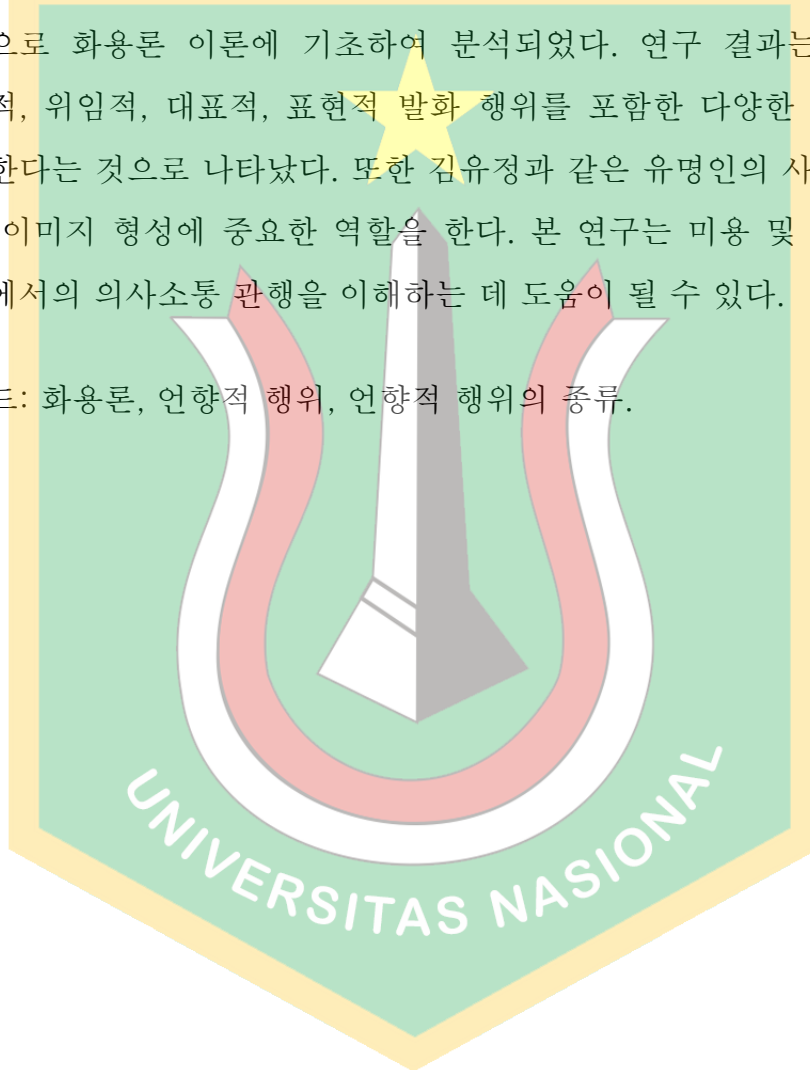 으로 화용론 이론에 기초하여 분석되었다. 연구 결과는
적, 위임적, 대표적, 표현적 발화 행위를 포함한 다양한
한다는 것으로 나타났다. 또한 김유정과 같은 유명인의 사
이미지 형성에 중요한 역할을 한다. 본 연구는 미용 및
에서의 의사소통 관행을 이해하는 데 도움이 될 수 있다.
드: 화용론, 언향적 행위, 언향적 행위의 종류.
UNIVERSITAS NASIONAL